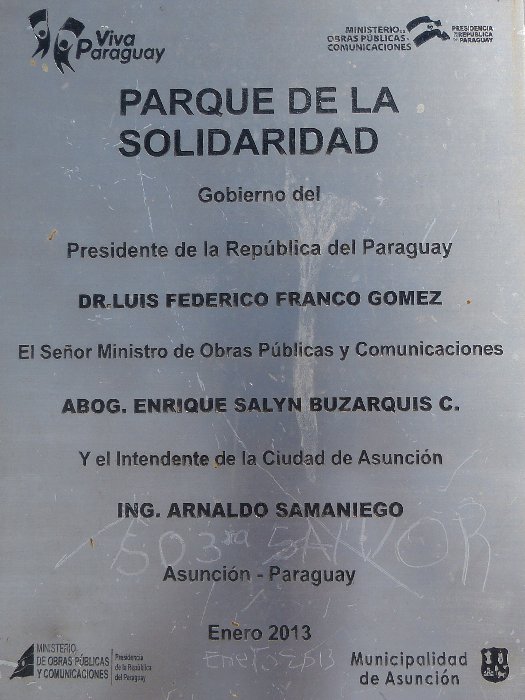 Viva
Paraguay
MINISTERIO DE
OBRAS PÚBLICAS Y
COMUNICACIONES
PRESIDENCIA
DE LA REPÚBLICA
DE PARAGUAY
PARQUE DE LA
SOLIDARIDAD
Gobierno del
Presidente de la República del Paraguay
DR.LUIS FEDERICO FRANCO GOMEZ
El Señor Ministro de Obras Públicas y Comunicaciones
ABOG. ENRIQUE SALYN BUZARQUIS C.
Y el Intendente de la Ciudad de Asunción
ING. ARNALDO SAMANIEGO
Asunción - Paraguay
Enero 2013
Enero 2013
MINISTERIO
DE OBRAS PÚBLICAS
Y COMUNICACIONES
Presidencia
de la República
del Paraguay
Municipalidad
de Asunción